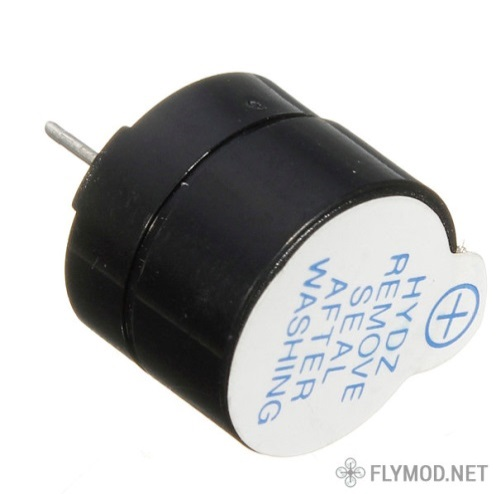 HYDZ
REMOVE
SEAL
AFTER
WASHING
FLYMOD.NET